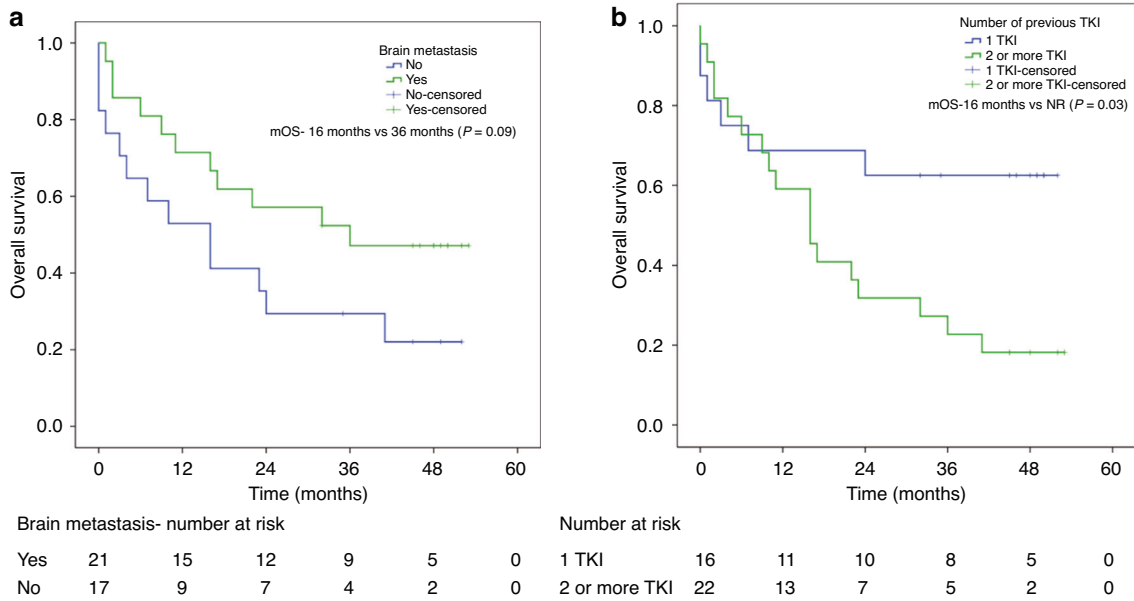 a
Overall survival
1.0
0.8
0.6
0.4
0.2
0.0
Brain metastasis
No
Yes
No-censored
Yes-censored
mOS- 16 months vs 36 months (P = 0.09)
0 12 24 36 48 60
Time (months)
Brain metastasis- number at risk
Yes 21 15 12 9 5 0
No 17 9 7 4 2 0
b
Overall survival
1.0
0.8
0.6
0.4
0.2
0.0
Number of previous TKI
1 TKI
2 or more TKI
1 TKI-censored
2 or more TKI-censored
mOS-16 months vs NR (P = 0.03)
0 12 24 36 48 60
Time (months)
Number at risk
1 TKI 16 11 10 8 5 0
2 or more TKI 22 13 7 5 2 0